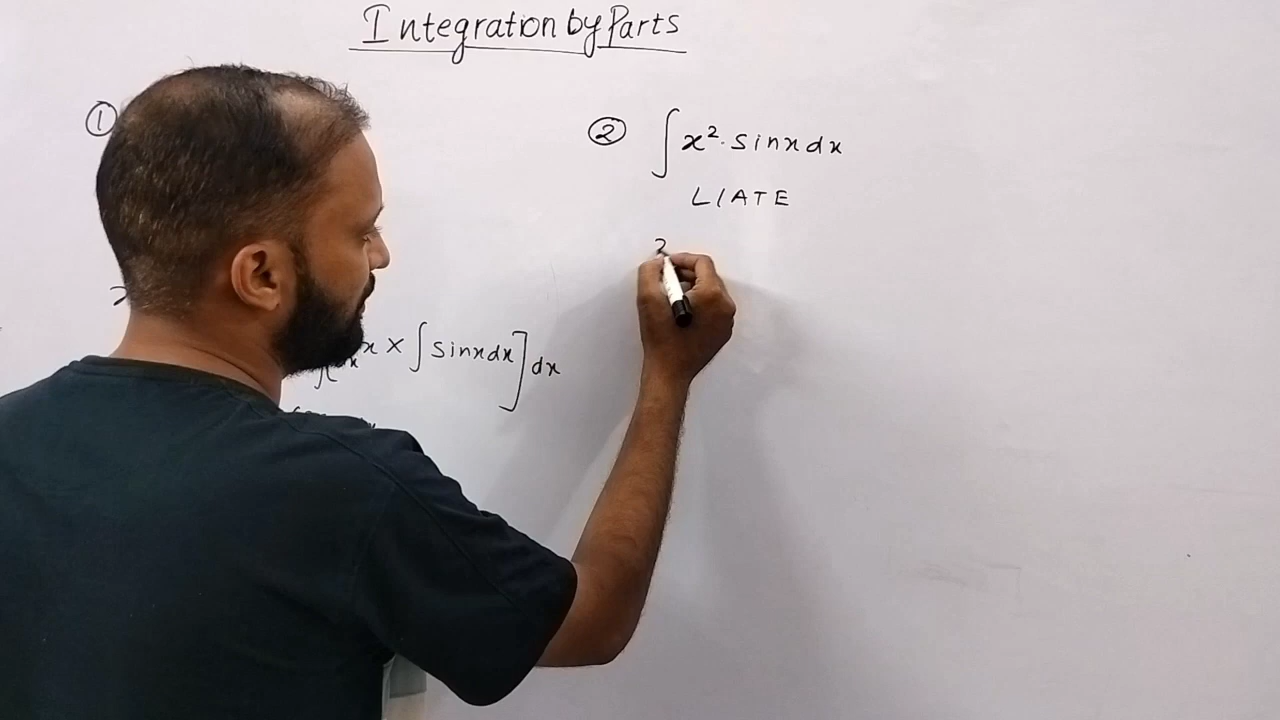 Integration by Parts
①
x × ∫ sinx dx ] dx
② ∫ x². sinx dx
LIATE